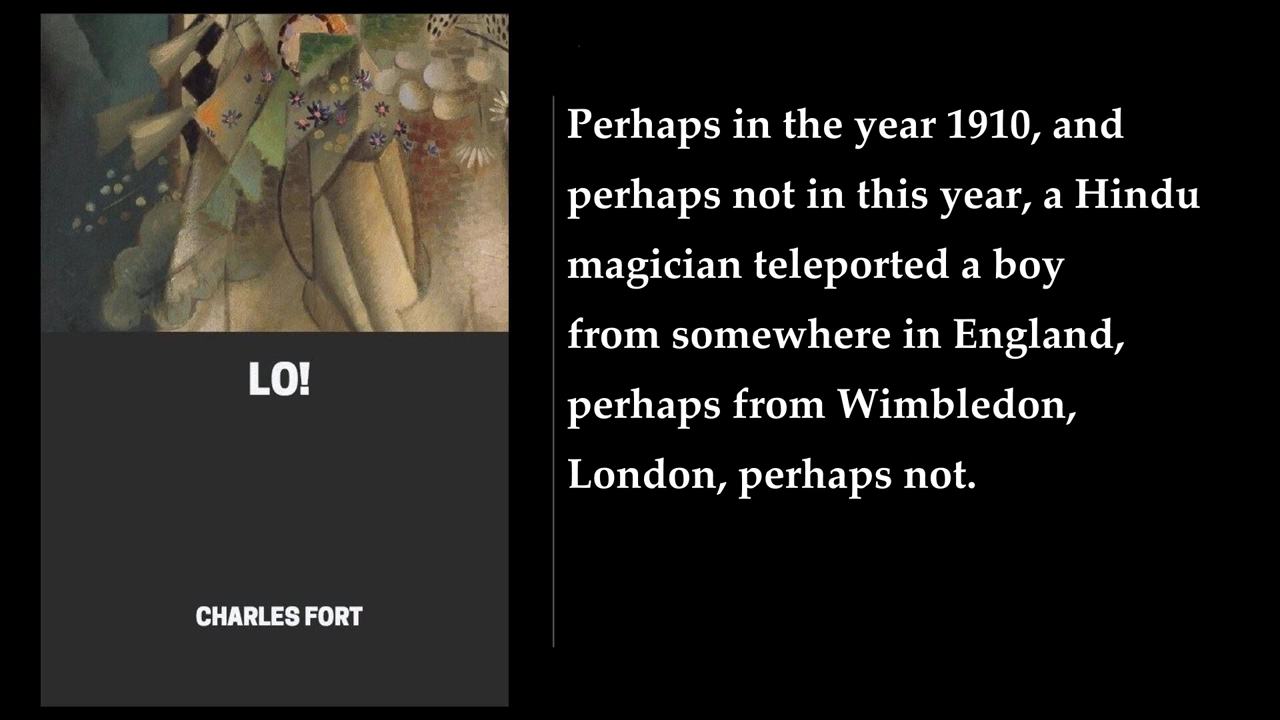 LO!
CHARLES FORT
Perhaps in the year 1910, and
perhaps not in this year, a Hindu
magician teleported a boy
from somewhere in England,
perhaps from Wimbledon,
London, perhaps not.